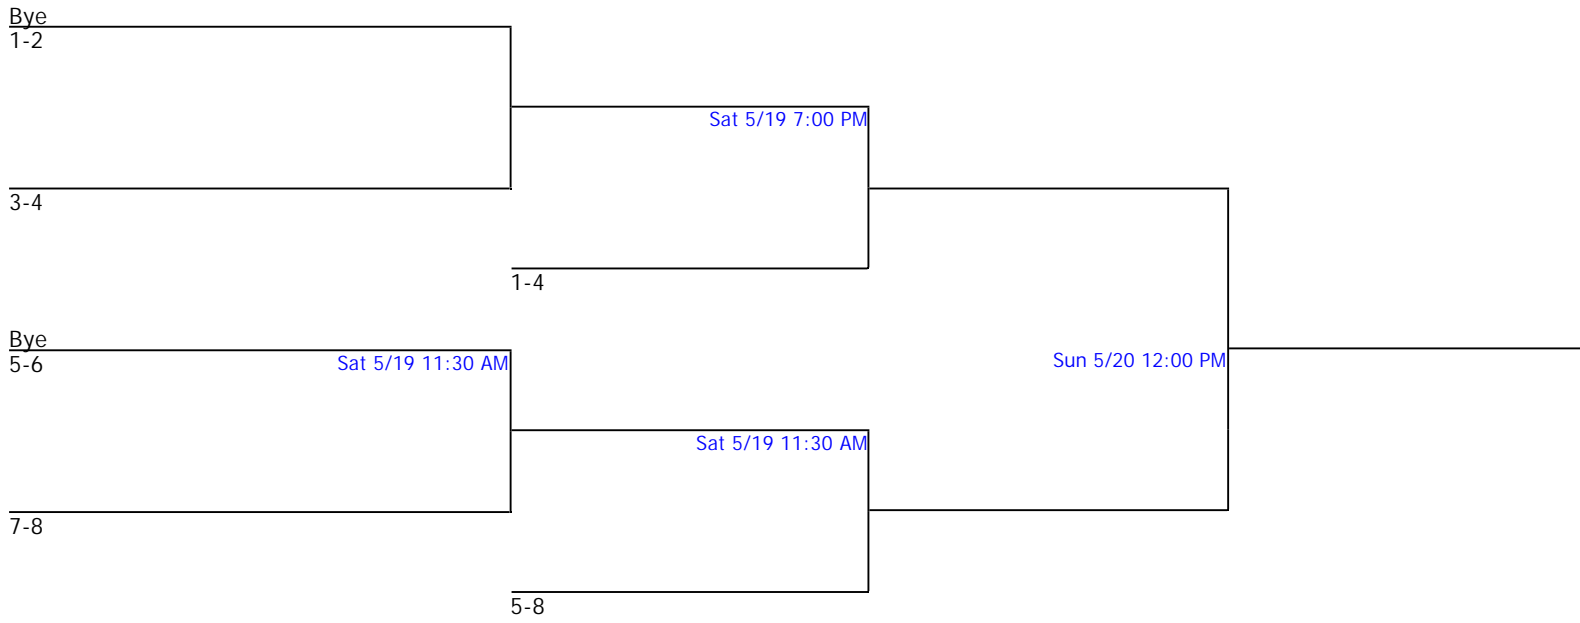 Bye
1-2
Sat 5/19 7:00 PM
3-4
1-4
Bye
5-6
Sat 5/19 11:30 AM
Sun 5/20 12:00 PM
Sat 5/19 11:30 AM
7-8
5-8